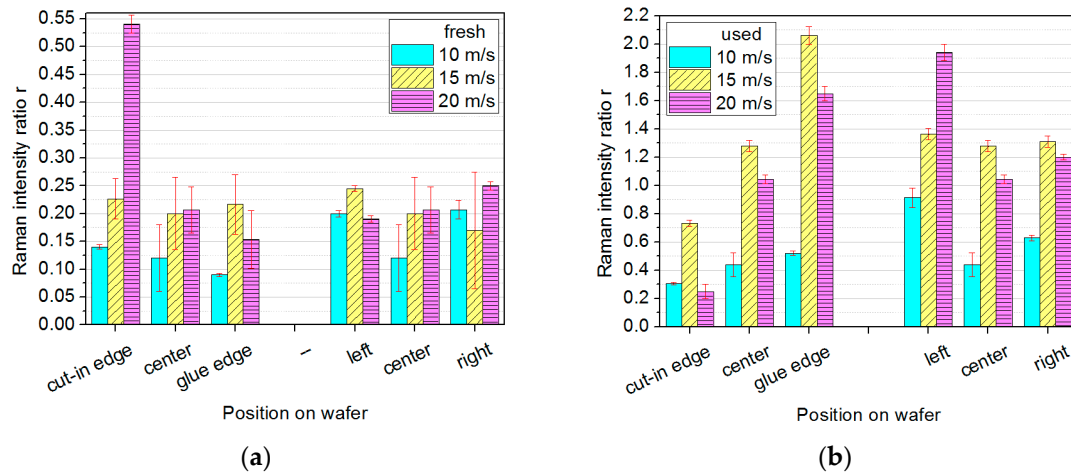 fresh
10 m/s
15 m/s
20 m/s
0.55
0.50
0.45
0.40
0.35
0.30
0.25
0.20
0.15
0.10
0.05
0.00
Raman intensity ratio r
cut-in edge
center
glue edge
–
left
center
right
Position on wafer
(a)
used
10 m/s
15 m/s
20 m/s
2.2
2.0
1.8
1.6
1.4
1.2
1.0
0.8
0.6
0.4
0.2
0.0
Raman intensity ratio r
cut-in edge
center
glue edge
left
center
right
Position on wafer
(b)